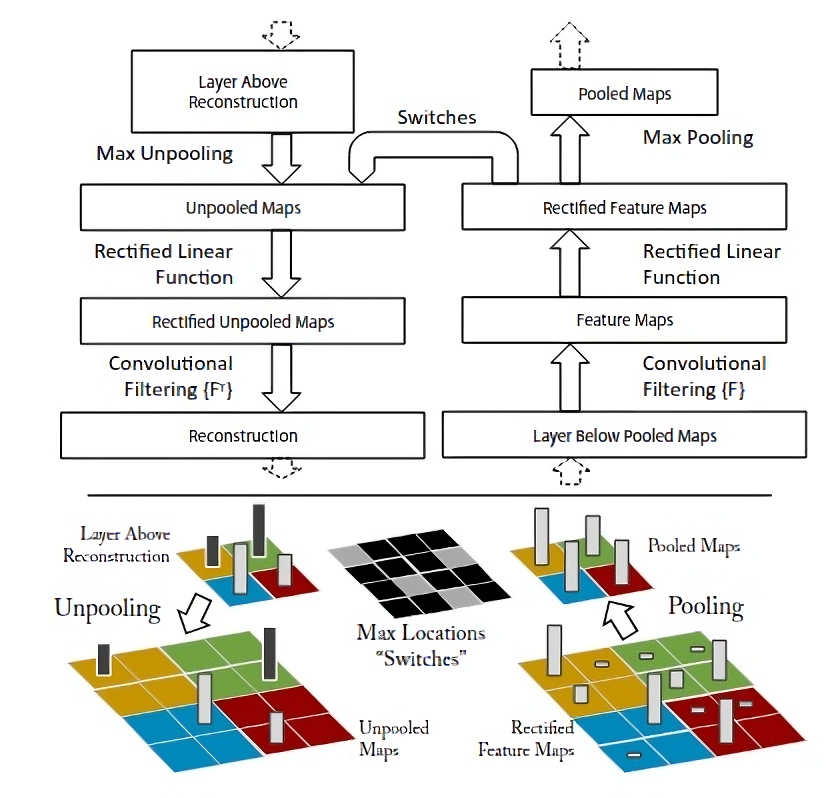 Layer Above
Reconstruction
Pooled Maps
Switches
Max Unpooling
Max Pooling
Unpooled Maps
Rectified Feature Maps
Rectified Linear
Function
Rectified Linear
Function
Rectified Unpooled Maps
Feature Maps
Convolutional
Filtering {Fᵀ}
Convolutional
Filtering {F}
Reconstruction
Layer Below Pooled Maps
Layer Above
Reconstruction
Pooled Maps
Unpooling
Pooling
Max Locations
"Switches"
Unpooled
Maps
Rectified
Feature Maps